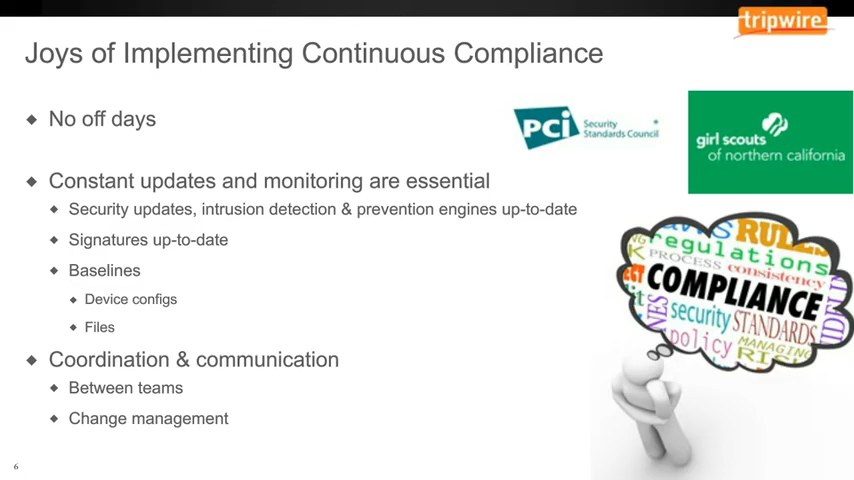 tripwire
Joys of Implementing Continuous Compliance
No off days
PCI Security
Standards Council
girl scouts
of northern california
Constant updates and monitoring are essential
Security updates, intrusion detection & prevention engines up-to-date
Signatures up-to-date
Baselines
Device configs
Files
Coordination & communication
Between teams
Change management
RULES
regulations
PROCESS consistency
COMPLIANCE
security STANDARDS
policy MANAGING
6